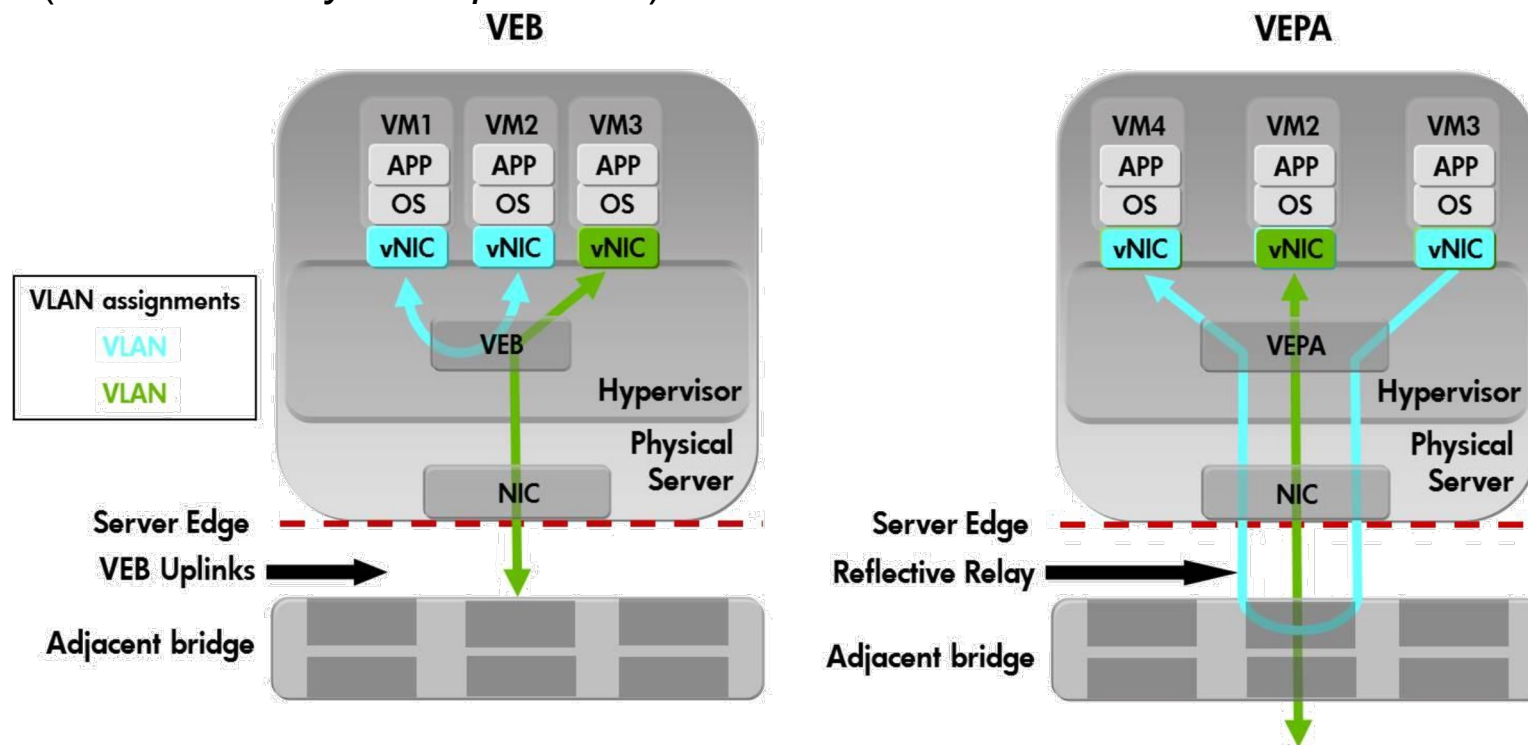 VEB
VM1 VM2 VM3
APP APP APP
OS OS OS
vNIC vNIC vNIC
VLAN assignments
VLAN
VLAN
VEB
Hypervisor
Physical
Server
NIC
Server Edge
VEB Uplinks
Adjacent bridge
VEPA
VM4 VM2 VM3
APP APP APP
OS OS OS
vNIC vNIC vNIC
VEPA
Hypervisor
Physical
Server
NIC
Server Edge
Reflective Relay
Adjacent bridge